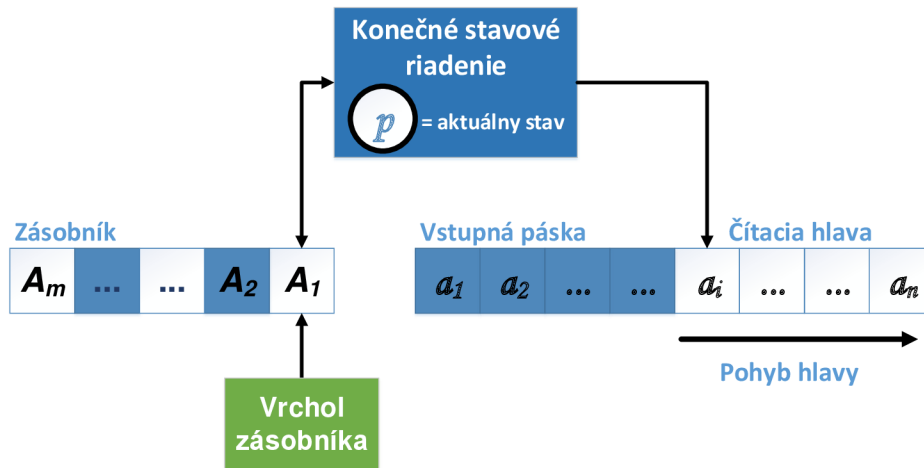 Konečné stavové
riadenie
p = aktuálny stav
Zásobník
Vstupná páska
Čítacia hlava
Am ... ... A2 A1
a1 a2 ... ... ai ... ... an
Pohyb hlavy
Vrchol
zásobníka